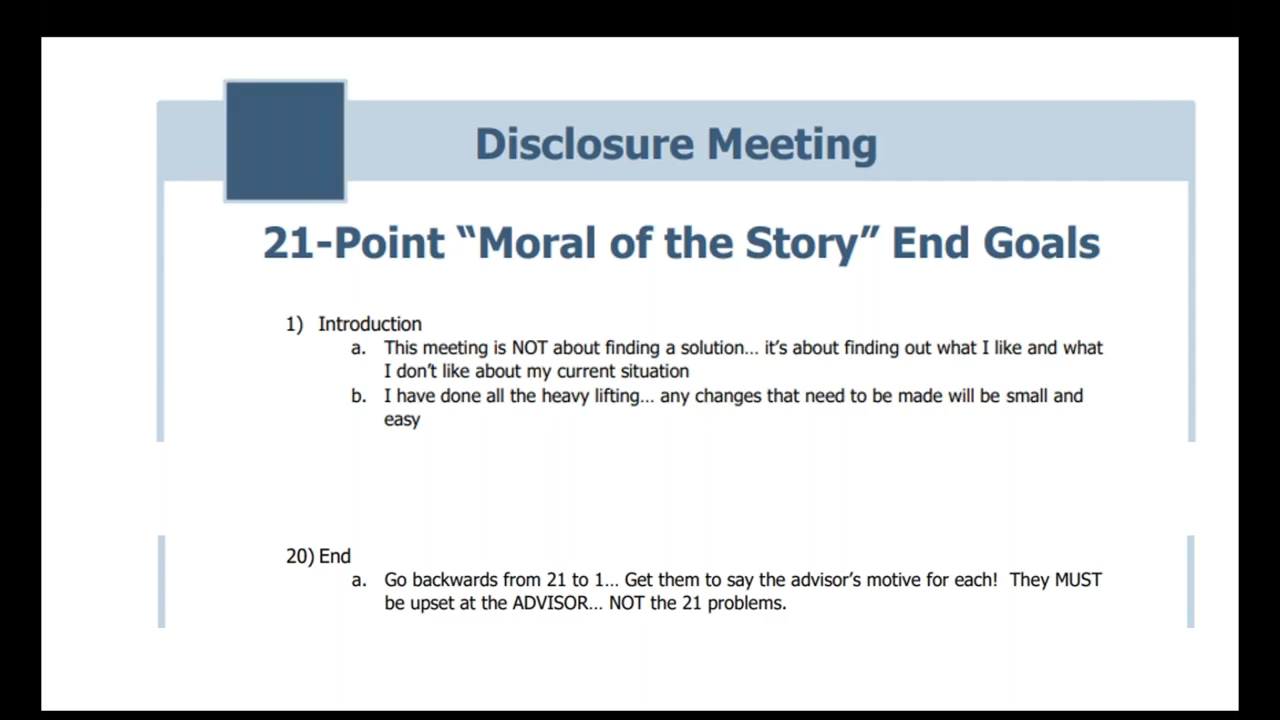 Disclosure Meeting
21-Point “Moral of the Story” End Goals
1) Introduction
a. This meeting is NOT about finding a solution... it’s about finding out what I like and what
I don’t like about my current situation
b. I have done all the heavy lifting... any changes that need to be made will be small and
easy
20) End
a. Go backwards from 21 to 1... Get them to say the advisor’s motive for each! They MUST
be upset at the ADVISOR... NOT the 21 problems.